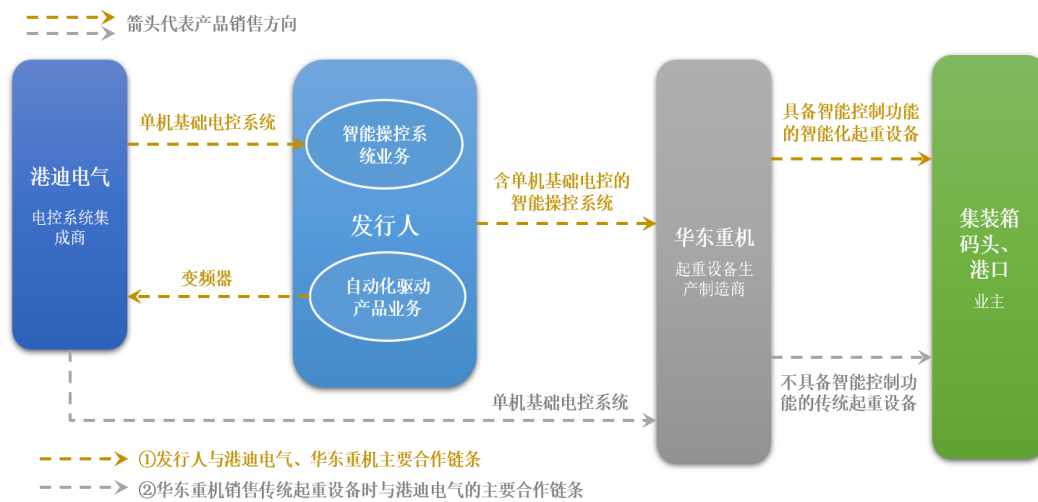 箭头代表产品销售方向
港迪电气
电控系统集
成商
单机基础电控系统
变频器
智能操控系
统业务
发行人
自动化驱动
产品业务
含单机基础电控的
智能操控系统
单机基础电控系统
华东重机
起重设备生
产制造商
具备智能控制功能
的智能化起重设备
不具备智能控制功
能的传统起重设备
集装箱
码头、
港口
业主
①发行人与港迪电气、华东重机主要合作链条
②华东重机销售传统起重设备时与港迪电气的主要合作链条